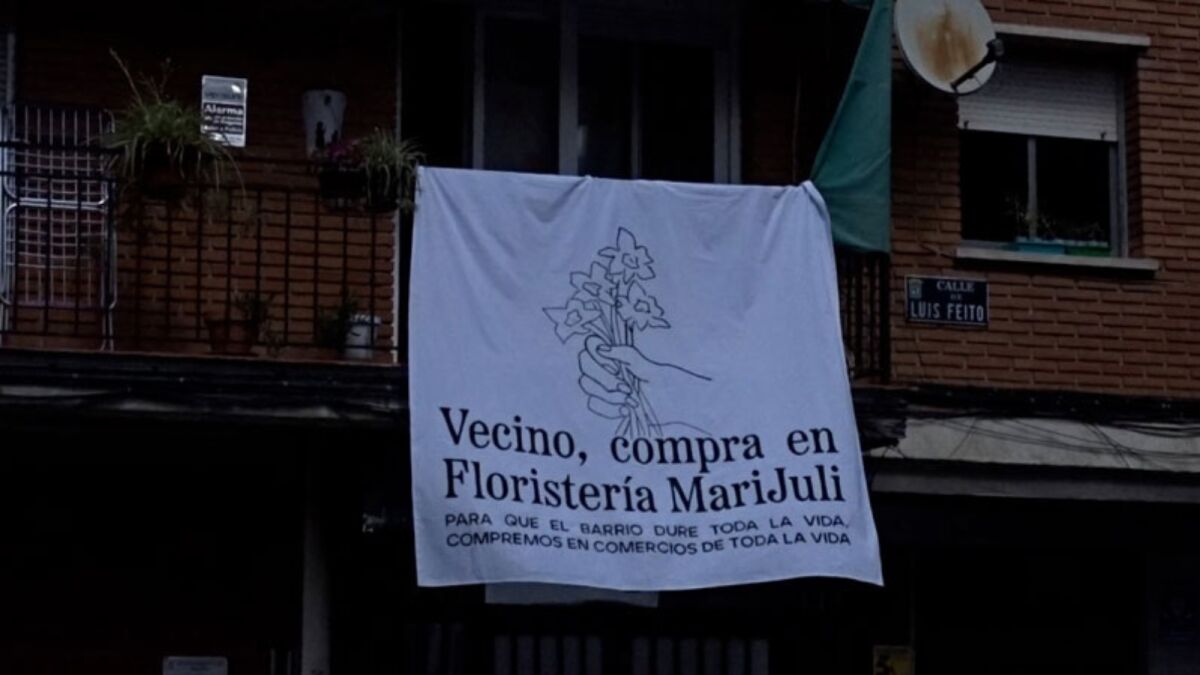 Alarma
CALLE
DE
LUIS FEITO
Vecino, compra en
Floristería MariJuli
PARA QUE EL BARRIO DURE TODA LA VIDA,
COMPREMOS EN COMERCIOS DE TODA LA VIDA